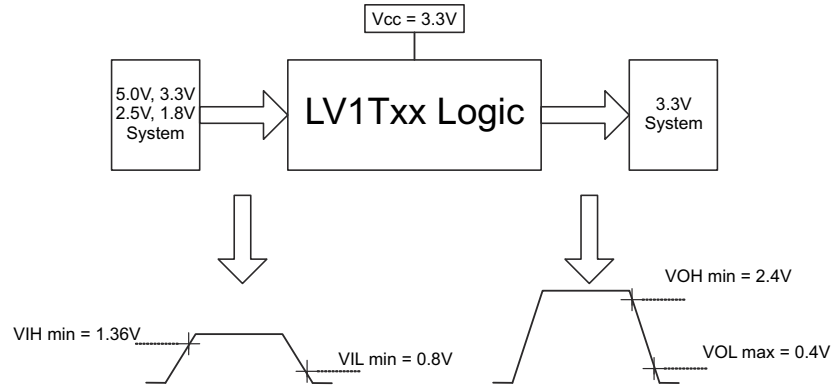 Vcc = 3.3V
5.0V, 3.3V
2.5V, 1.8V
System
LV1Txx Logic
3.3V
System
VIH min = 1.36V
VIL min = 0.8V
VOH min = 2.4V
VOL max = 0.4V